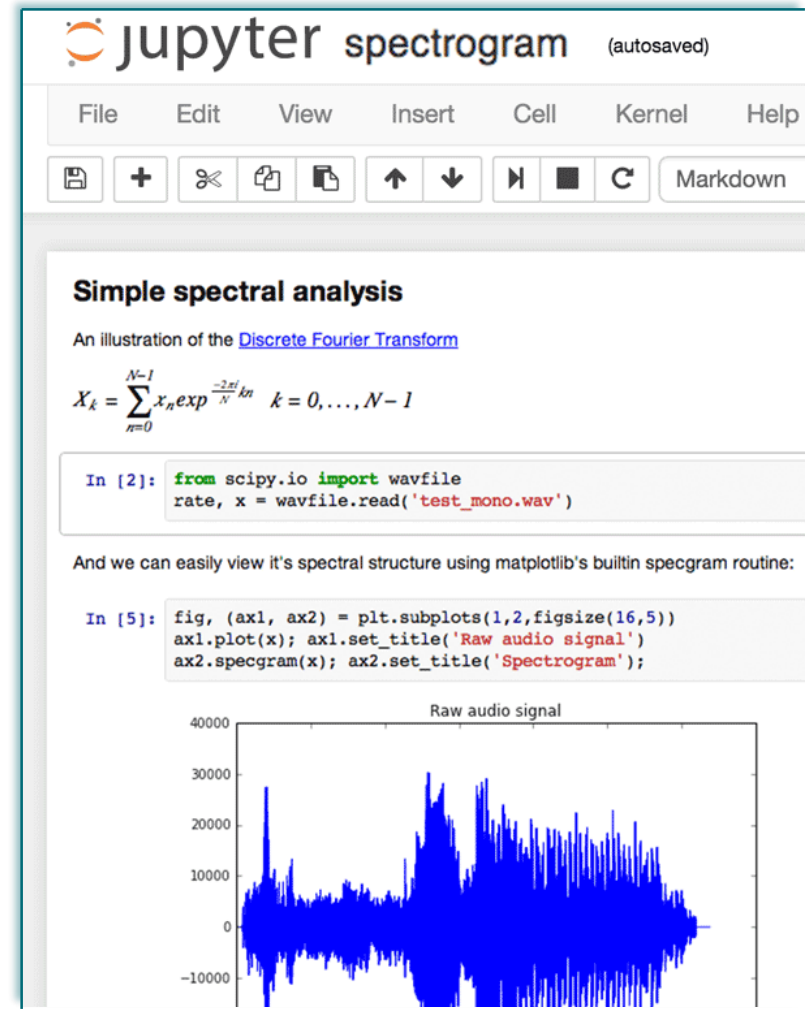 jupyter spectrogram (autosaved)
File Edit View Insert Cell Kernel Help
Markdown
Simple spectral analysis
An illustration of the Discrete Fourier Transform
X_k = \sum_{n=0}^{N-1} x_n exp^{\frac{-2\pi i}{N} kn} k = 0, . . . , N − 1
In [2]: from scipy.io import wavfile
rate, x = wavfile.read('test_mono.wav')
And we can easily view it's spectral structure using matplotlib's builtin specgram routine:
In [5]: fig, (ax1, ax2) = plt.subplots(1,2,figsize(16,5))
ax1.plot(x); ax1.set_title('Raw audio signal')
ax2.specgram(x); ax2.set_title('Spectrogram');
Raw audio signal
40000
30000
20000
10000
0
−10000